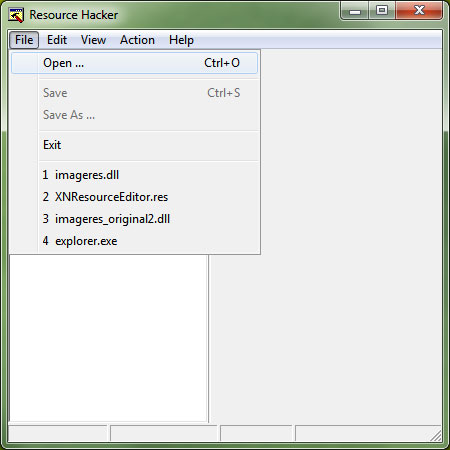 Resource Hacker
File Edit View Action Help
Open ... Ctrl+O
Save Ctrl+S
Save As ...
Exit
1 imageres.dll
2 XNResourceEditor.res
3 imageres_original2.dll
4 explorer.exe